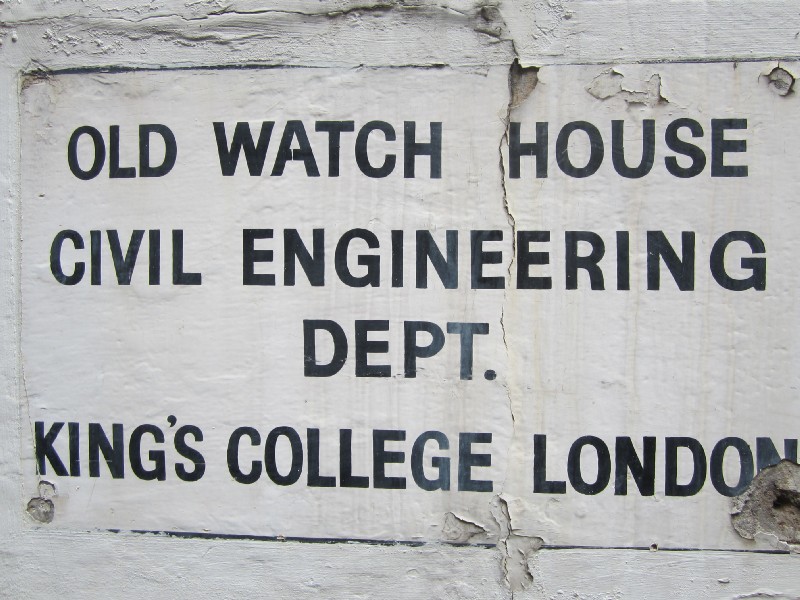 OLD WATCH HOUSE
CIVIL ENGINEERING
DEPT.
KING'S COLLEGE LONDON